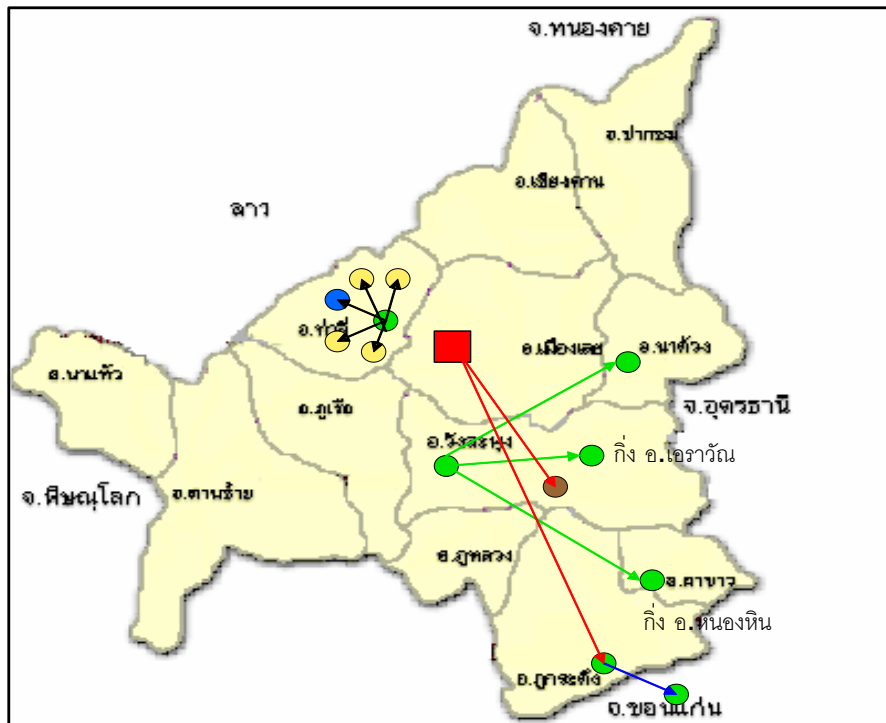 จ.หนองคาย
อ.ปากชม
อ.เชียงคาน
ลาว
อ.ท่าลี่
อ.เมืองเลย
อ.นาด้วง
อ.นาแห้ว
อ.ภูเรือ
จ.อุดรธานี
อ.วังสะพุง
กิ่ง อ.เอราวัณ
จ.พิษณุโลก
อ.ด่านซ้าย
อ.ภูหลวง
อ.ผาขาว
กิ่ง อ.หนองหิน
อ.ภูกระดึง
จ.ขอนแก่น